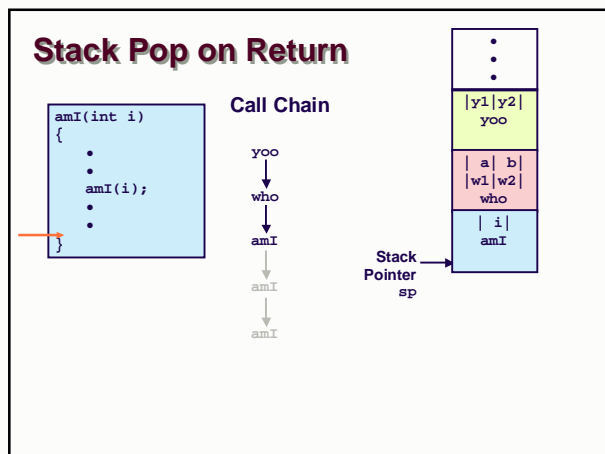 Stack Pop on Return
amI(int i)
{
•
•
amI(i);
•
•
}
Call Chain
yoo
who
amI
amI
amI
•
•
•
|y1|y2|
yoo
| a| b|
|w1|w2|
who
| i|
amI
Stack
Pointer
sp